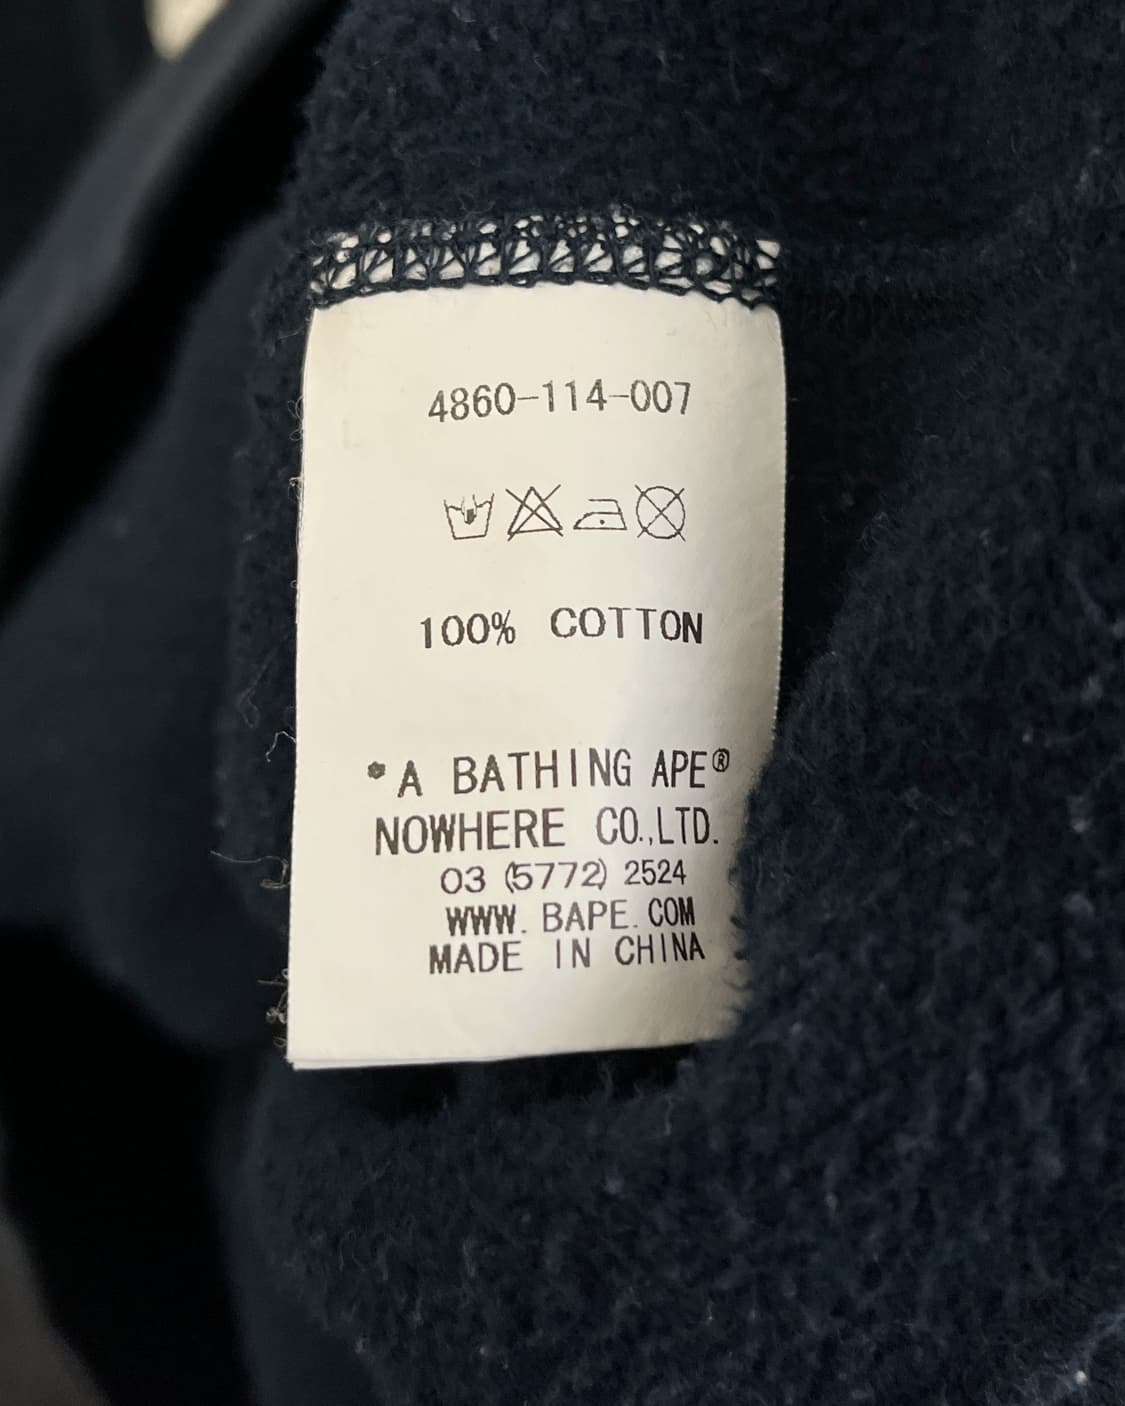 4860-114-007
100% COTTON
*A BATHING APE®
NOWHERE CO.,LTD.
03 (5772) 2524
WWW. BAPE. COM
MADE IN CHINA